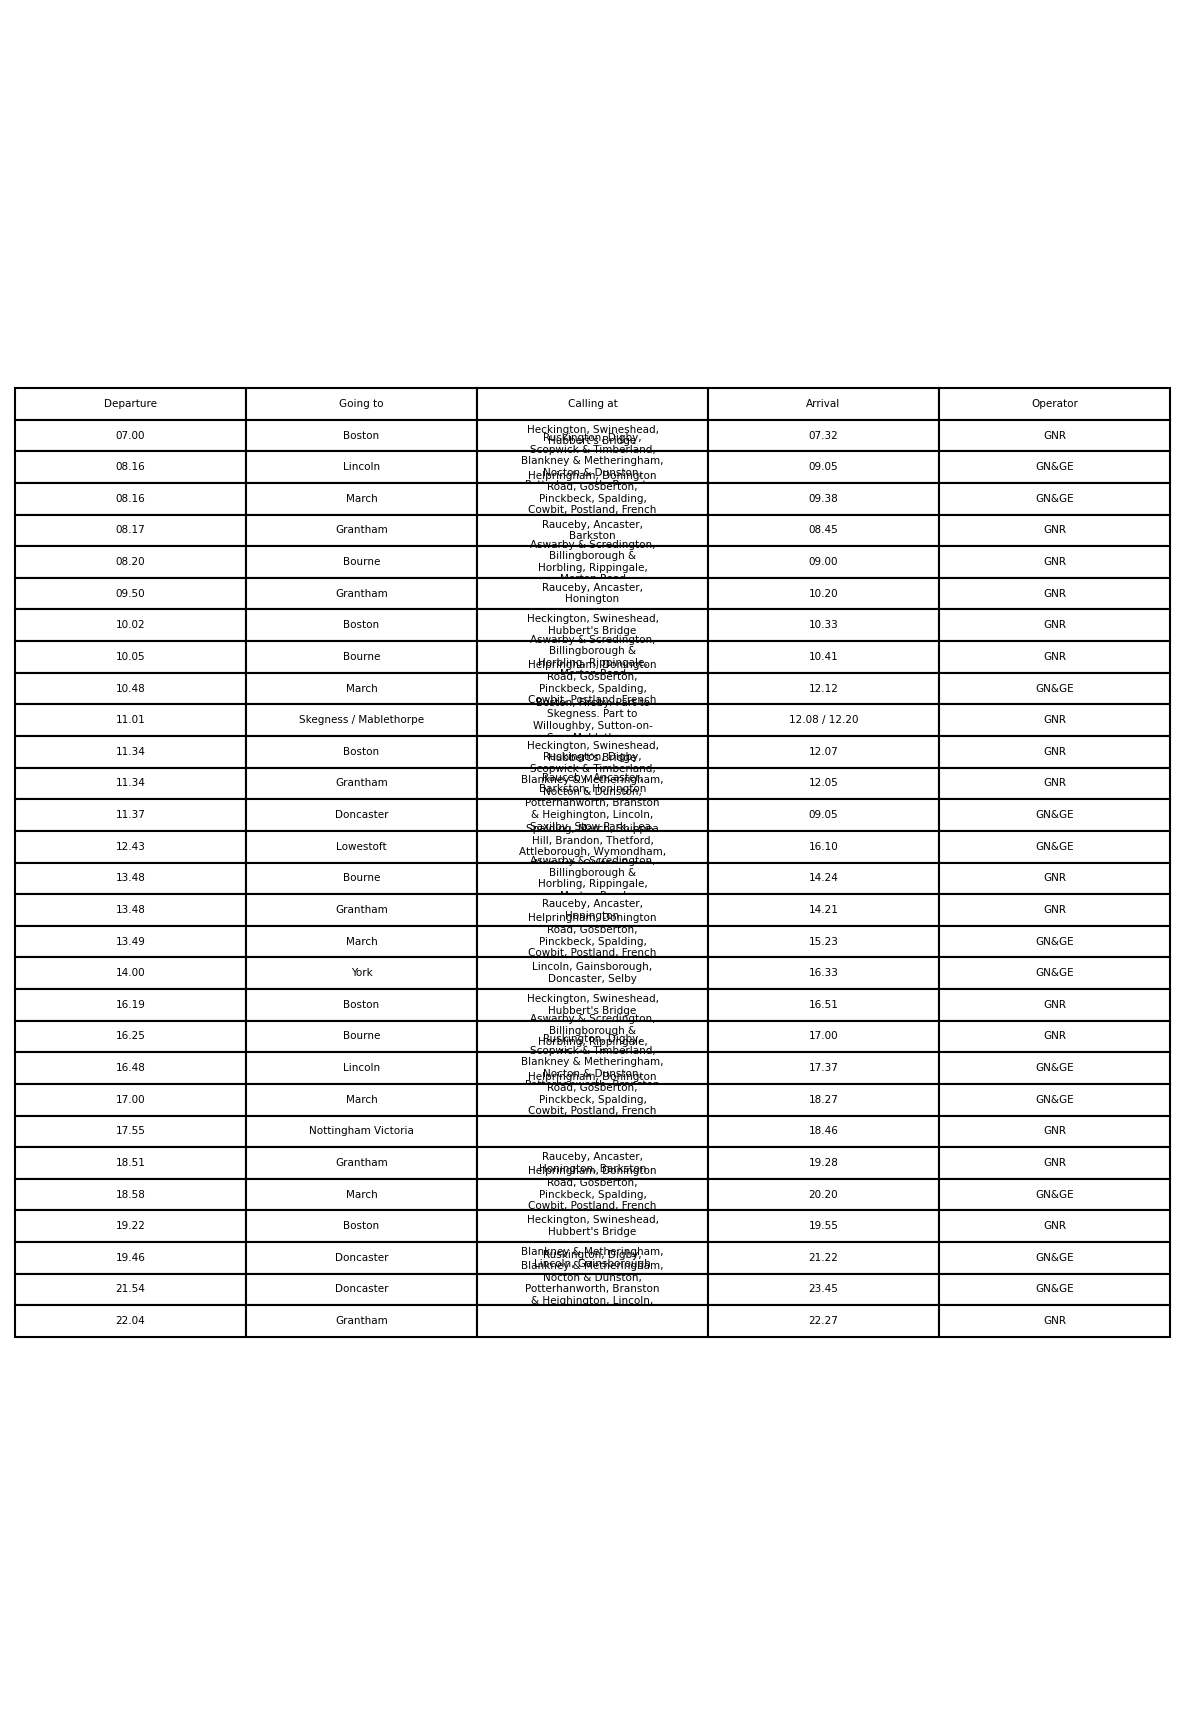 Departure Going to Calling at Arrival Operator
07.00 Boston Heckington, Swineshead, 07.32 GNR
Hubbert's Bridge
08.16 Lincoln Ruskington, Digby, 09.05 GN&GE
Scopwick & Timberland,
Blankney & Metheringham,
Nocton & Dunston,
08.16 March Helpringham, Donington 09.38 GN&GE
Road, Gosberton,
Pinckbeck, Spalding,
Cowbit, Postland, French
08.17 Grantham Rauceby, Ancaster, 08.45 GNR
Barkston
08.20 Bourne Aswarby & Scredington, 09.00 GNR
Billingborough &
Horbling, Rippingale,
Morton Road
09.50 Grantham Rauceby, Ancaster, 10.20 GNR
Honington
10.02 Boston Heckington, Swineshead, 10.33 GNR
Hubbert's Bridge
10.05 Bourne Aswarby & Scredington, 10.41 GNR
Billingborough &
Horbling, Rippingale,
Morton Road
10.48 March Helpringham, Donington 12.12 GN&GE
Road, Gosberton,
Pinckbeck, Spalding,
Cowbit, Postland, French
11.01 Skegness / Mablethorpe Boston, Firsby. Part to 12.08 / 12.20 GNR
Skegness. Part to
Willoughby, Sutton-on-
11.34 Boston Heckington, Swineshead, 12.07 GNR
Hubbert's Bridge
11.34 Grantham Rauceby, Ancaster, 12.05 GNR
Barkston, Honington
11.37 Doncaster Ruskington, Digby, 09.05 GN&GE
Scopwick & Timberland,
Blankney & Metheringham,
Nocton & Dunston,
Potterhanworth, Branston
& Heighington, Lincoln,
Saxilby, Stow Park, Lea,
12.43 Lowestoft Spalding, March, Shippea 16.10 GN&GE
Hill, Brandon, Thetford,
Attleborough, Wymondham,
13.48 Bourne Aswarby & Scredington, 14.24 GNR
Billingborough &
Horbling, Rippingale,
Morton Road
13.48 Grantham Rauceby, Ancaster, 14.21 GNR
Honington
13.49 March Helpringham, Donington 15.23 GN&GE
Road, Gosberton,
Pinckbeck, Spalding,
Cowbit, Postland, French
14.00 York Lincoln, Gainsborough, 16.33 GN&GE
Doncaster, Selby
16.19 Boston Heckington, Swineshead, 16.51 GNR
Hubbert's Bridge
16.25 Bourne Aswarby & Scredington, 17.00 GNR
Billingborough &
Horbling, Rippingale,
16.48 Lincoln Ruskington, Digby, 17.37 GN&GE
Scopwick & Timberland,
Blankney & Metheringham,
Nocton & Dunston,
Potterhanworth, Branston
17.00 March Helpringham, Donington 18.27 GN&GE
Road, Gosberton,
Pinckbeck, Spalding,
Cowbit, Postland, French
17.55 Nottingham Victoria 18.46 GNR
18.51 Grantham Rauceby, Ancaster, 19.28 GNR
Honington, Barkston
18.58 March Helpringham, Donington 20.20 GN&GE
Road, Gosberton,
Pinckbeck, Spalding,
Cowbit, Postland, French
19.22 Boston Heckington, Swineshead, 19.55 GNR
Hubbert's Bridge
19.46 Doncaster Blankney & Metheringham, 21.22 GN&GE
Lincoln, Gainsborough
21.54 Doncaster Ruskington, Digby, 23.45 GN&GE
Blankney & Metheringham,
Nocton & Dunston,
Potterhanworth, Branston
& Heighington, Lincoln,
22.04 Grantham 22.27 GNR